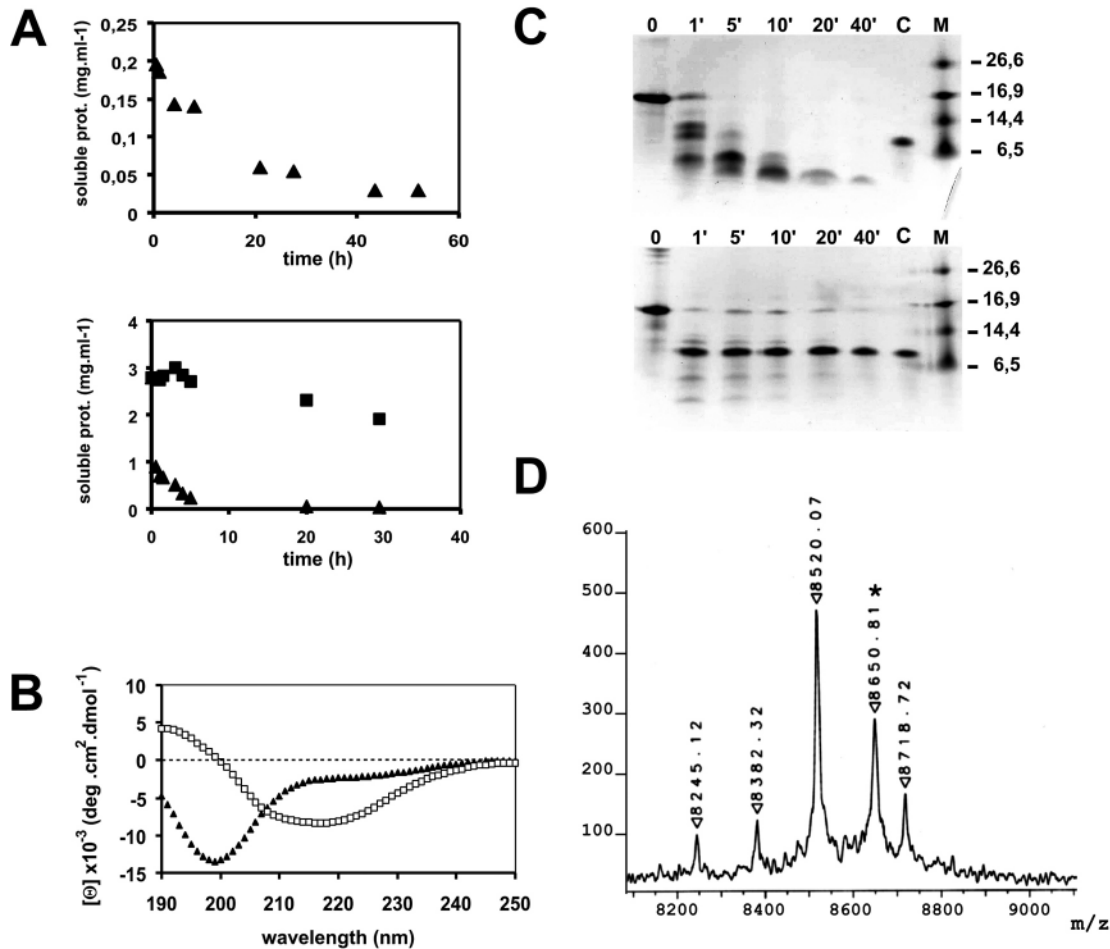 A
soluble prot. (mg.ml-1)
0,25
0,2
0,15
0,1
0,05
0
0 20 40 60
time (h)
soluble prot. (mg.ml-1)
4
3
2
1
0
0 10 20 30 40
time (h)
B
[Θ] x10-3 (deg .cm2.dmol-1)
10
5
0
-5
-10
-15
190 200 210 220 230 240 250
wavelength (nm)
C
0 1' 5' 10' 20' 40' C M
- 26,6
- 16,9
- 14,4
- 6,5
0 1' 5' 10' 20' 40' C M
- 26,6
- 16,9
- 14,4
- 6,5
D
600
500
400
300
200
100
8245.12
8382.32
8520.07
8650.81 *
8718.72
8200 8400 8600 8800 9000
m/z